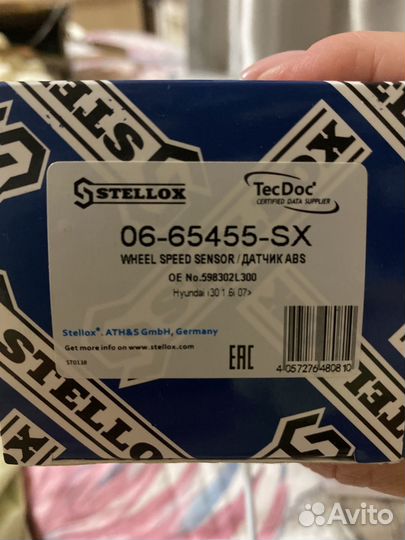 STELLOX
STELLOX
TecDoc®
CERTIFIED DATA SUPPLIER
06-65455-SX
WHEEL SPEED SENSOR / ДАТЧИК ABS
OE No.598302L300
Hyundai i30 1.6i 07>
Stellox®. ATH&S GmbH, Germany
Get more info on www.stellox.com
ST0138
EAC
4 057276 480810
Avito